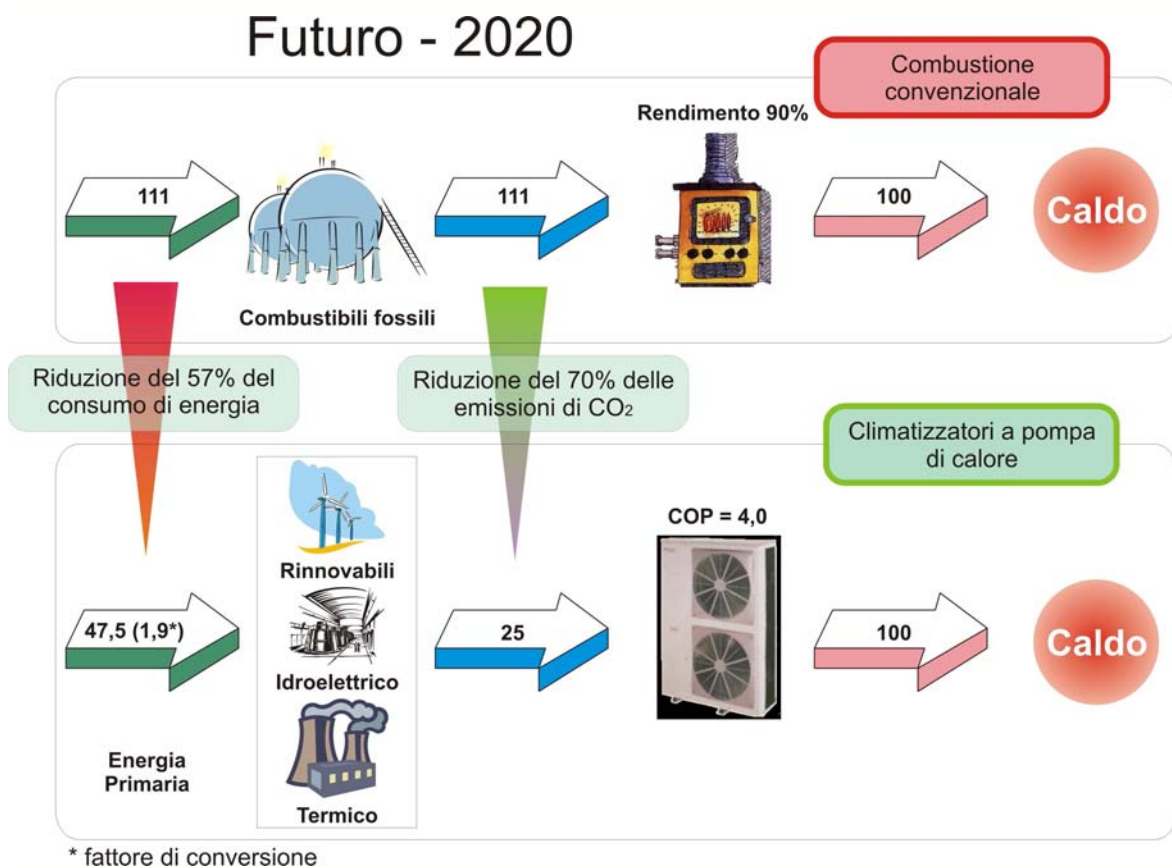 Futuro - 2020
Combustione
convenzionale
Rendimento 90%
111
111
100
Caldo
Combustibili fossili
Riduzione del 57% del
consumo di energia
Riduzione del 70% delle
emissioni di CO₂
Climatizzatori a pompa
di calore
COP = 4,0
Rinnovabili
47,5 (1,9*)
25
100
Caldo
Idroelettrico
Energia
Primaria
Termico
* fattore di conversione